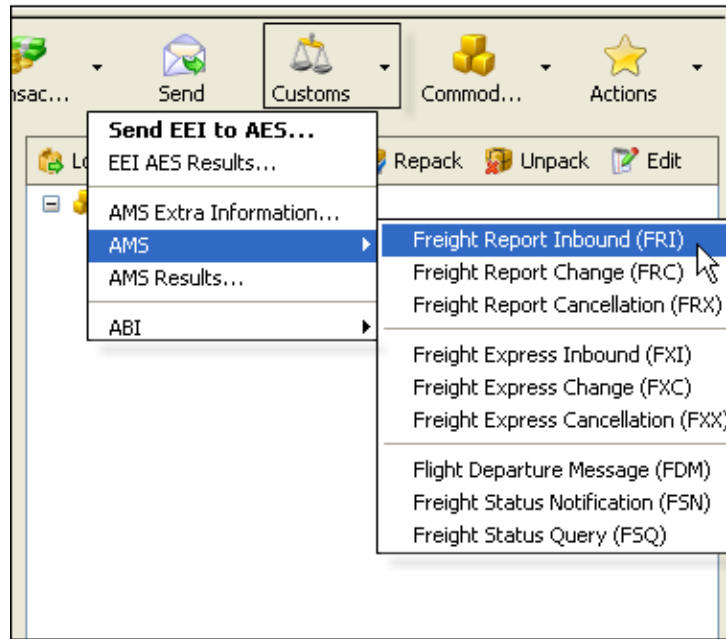 nsac... Send Customs Commod... Actions
Send EEI to AES...
Lo Repack Unpack Edit
EEI AES Results...
AMS Extra Information...
AMS
AMS Results...
ABI
Freight Report Inbound (FRI)
Freight Report Change (FRC)
Freight Report Cancellation (FRX)
Freight Express Inbound (FXI)
Freight Express Change (FXC)
Freight Express Cancellation (FXX)
Flight Departure Message (FDM)
Freight Status Notification (FSN)
Freight Status Query (FSQ)